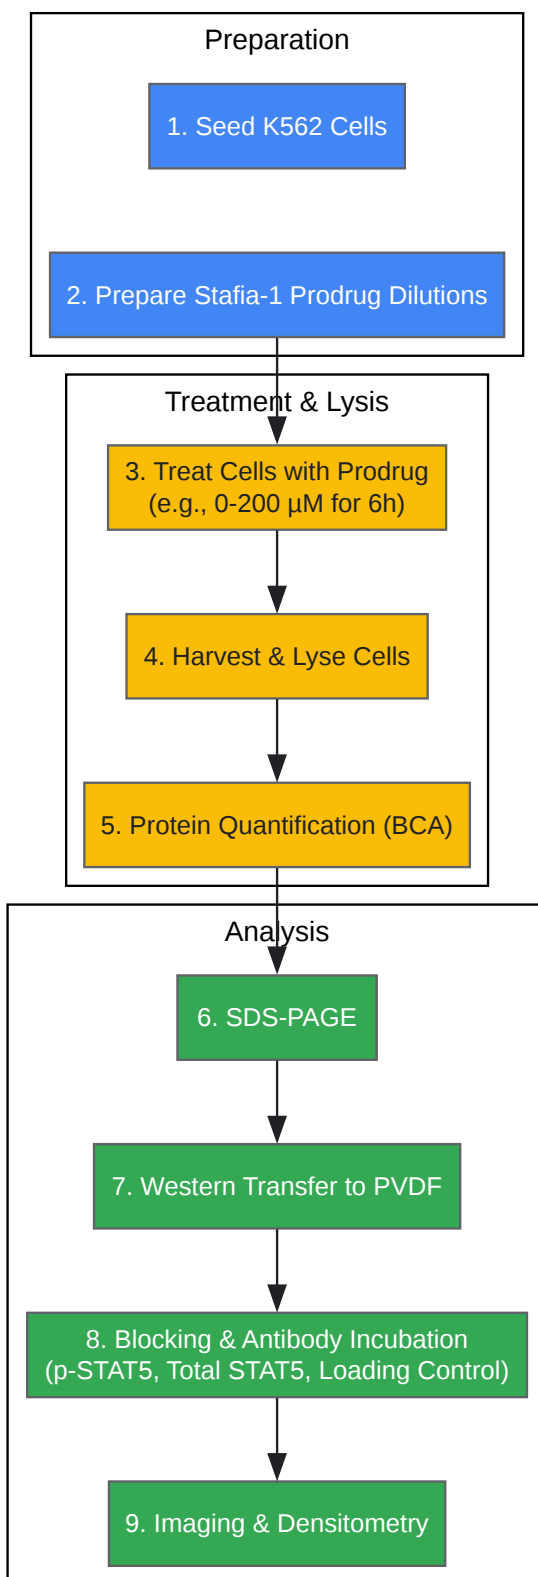 Preparation
1. Seed K562 Cells
2. Prepare Stafia-1 Prodrug Dilutions
Treatment & Lysis
3. Treat Cells with Prodrug
(e.g., 0-200 µM for 6h)
4. Harvest & Lyse Cells
5. Protein Quantification (BCA)
Analysis
6. SDS-PAGE
7. Western Transfer to PVDF
8. Blocking & Antibody Incubation
(p-STAT5, Total STAT5, Loading Control)
9. Imaging & Densitometry